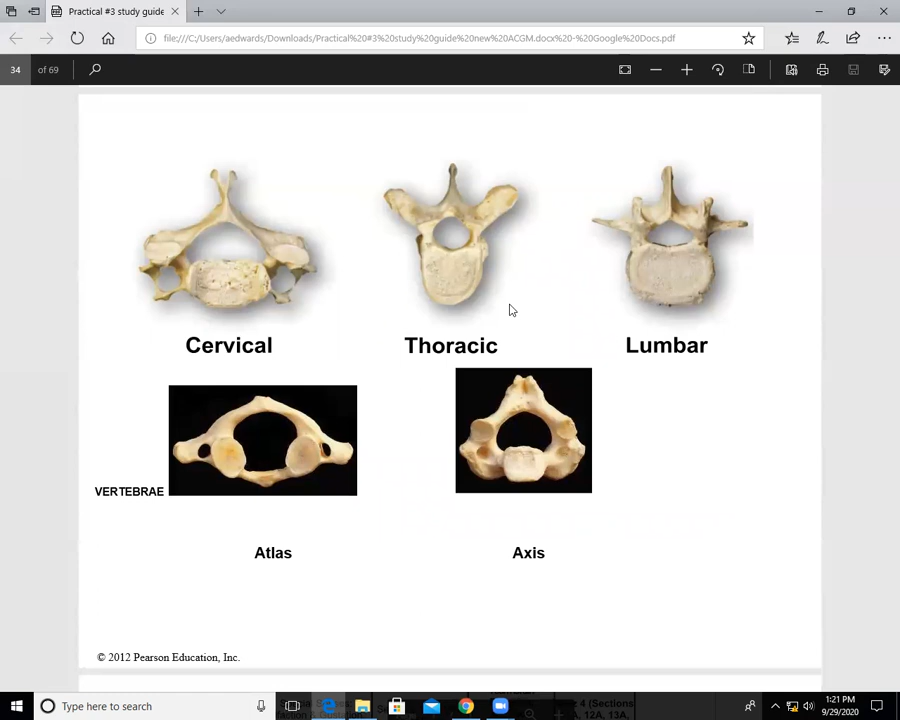 Practical #3 study guide
file:///C:/Users/aedwards/Downloads/Practical%20#3%20study%20guide%20new%20ACGM.docx%20-%20Google%20Docs.pdf
34 of 69
Cervical Thoracic Lumbar
VERTEBRAE
Atlas Axis
© 2012 Pearson Education, Inc.
Type here to search
1:21 PM
9/29/2020